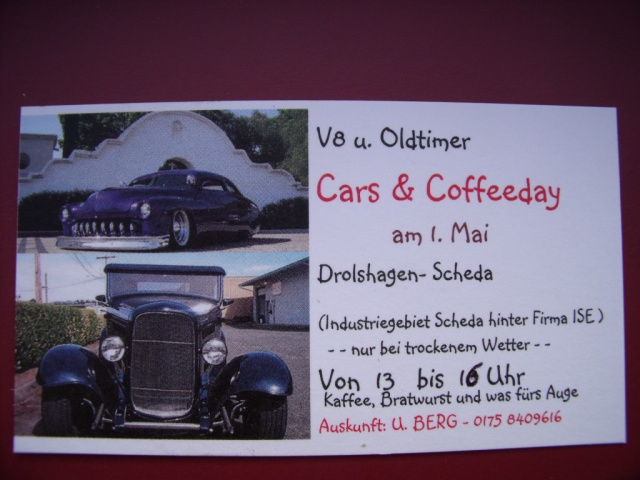 V8 u. Oldtimer
Cars & Coffeeday
am 1. Mai
Drolshagen- Scheda
(Industriegebiet Scheda hinter Firma ISE)
-- nur bei trockenem Wetter--
Von 13 bis 16 Uhr
Kaffee, Bratwurst und was fürs Auge
Auskunft: U. BERG - 0175 8409616